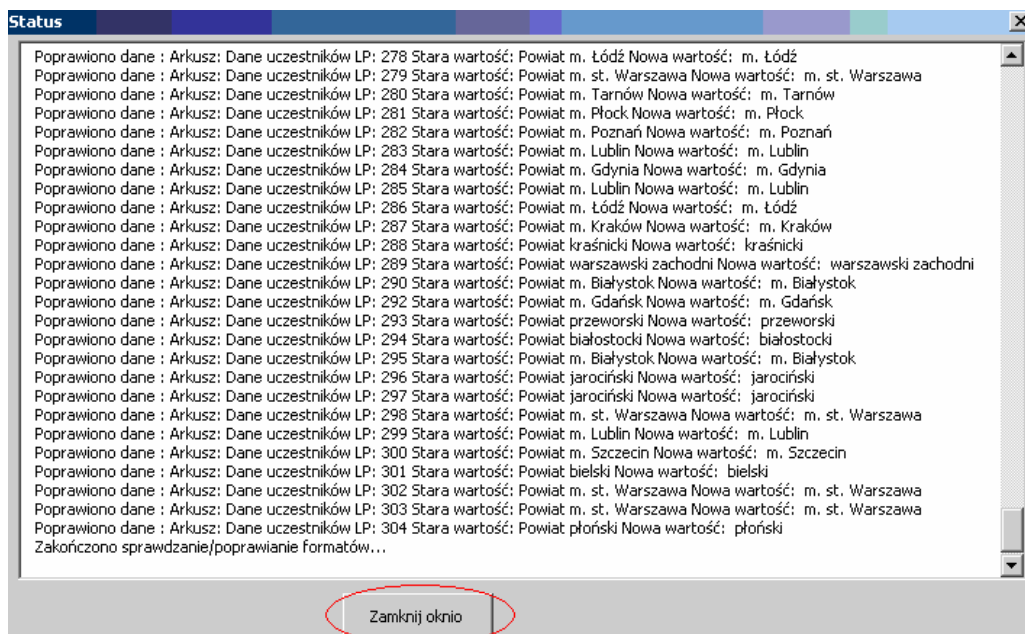 Status
Poprawiono dane : Arkusz: Dane uczestników LP: 278 Stara wartość: Powiat m. Łódź Nowa wartość:  m. Łódź
Poprawiono dane : Arkusz: Dane uczestników LP: 279 Stara wartość: Powiat m. st. Warszawa Nowa wartość:  m. st. Warszawa
Poprawiono dane : Arkusz: Dane uczestników LP: 280 Stara wartość: Powiat m. Tarnów Nowa wartość:  m. Tarnów
Poprawiono dane : Arkusz: Dane uczestników LP: 281 Stara wartość: Powiat m. Płock Nowa wartość:  m. Płock
Poprawiono dane : Arkusz: Dane uczestników LP: 282 Stara wartość: Powiat m. Poznań Nowa wartość:  m. Poznań
Poprawiono dane : Arkusz: Dane uczestników LP: 283 Stara wartość: Powiat m. Lublin Nowa wartość:  m. Lublin
Poprawiono dane : Arkusz: Dane uczestników LP: 284 Stara wartość: Powiat m. Gdynia Nowa wartość:  m. Gdynia
Poprawiono dane : Arkusz: Dane uczestników LP: 285 Stara wartość: Powiat m. Lublin Nowa wartość:  m. Lublin
Poprawiono dane : Arkusz: Dane uczestników LP: 286 Stara wartość: Powiat m. Łódź Nowa wartość:  m. Łódź
Poprawiono dane : Arkusz: Dane uczestników LP: 287 Stara wartość: Powiat m. Kraków Nowa wartość:  m. Kraków
Poprawiono dane : Arkusz: Dane uczestników LP: 288 Stara wartość: Powiat kraśnicki Nowa wartość:  kraśnicki
Poprawiono dane : Arkusz: Dane uczestników LP: 289 Stara wartość: Powiat warszawski zachodni Nowa wartość:  warszawski zachodni
Poprawiono dane : Arkusz: Dane uczestników LP: 290 Stara wartość: Powiat m. Białystok Nowa wartość:  m. Białystok
Poprawiono dane : Arkusz: Dane uczestników LP: 292 Stara wartość: Powiat m. Gdańsk Nowa wartość:  m. Gdańsk
Poprawiono dane : Arkusz: Dane uczestników LP: 293 Stara wartość: Powiat przeworski Nowa wartość:  przeworski
Poprawiono dane : Arkusz: Dane uczestników LP: 294 Stara wartość: Powiat białostocki Nowa wartość:  białostocki
Poprawiono dane : Arkusz: Dane uczestników LP: 295 Stara wartość: Powiat m. Białystok Nowa wartość:  m. Białystok
Poprawiono dane : Arkusz: Dane uczestników LP: 296 Stara wartość: Powiat jarociński Nowa wartość:  jarociński
Poprawiono dane : Arkusz: Dane uczestników LP: 297 Stara wartość: Powiat jarociński Nowa wartość:  jarociński
Poprawiono dane : Arkusz: Dane uczestników LP: 298 Stara wartość: Powiat m. st. Warszawa Nowa wartość:  m. st. Warszawa
Poprawiono dane : Arkusz: Dane uczestników LP: 299 Stara wartość: Powiat m. Lublin Nowa wartość:  m. Lublin
Poprawiono dane : Arkusz: Dane uczestników LP: 300 Stara wartość: Powiat m. Szczecin Nowa wartość:  m. Szczecin
Poprawiono dane : Arkusz: Dane uczestników LP: 301 Stara wartość: Powiat bielski Nowa wartość:  bielski
Poprawiono dane : Arkusz: Dane uczestników LP: 302 Stara wartość: Powiat m. st. Warszawa Nowa wartość:  m. st. Warszawa
Poprawiono dane : Arkusz: Dane uczestników LP: 303 Stara wartość: Powiat m. st. Warszawa Nowa wartość:  m. st. Warszawa
Poprawiono dane : Arkusz: Dane uczestników LP: 304 Stara wartość: Powiat płoński Nowa wartość:  płoński
Zakończono sprawdzanie/poprawianie formatów...
Zamknij oknio